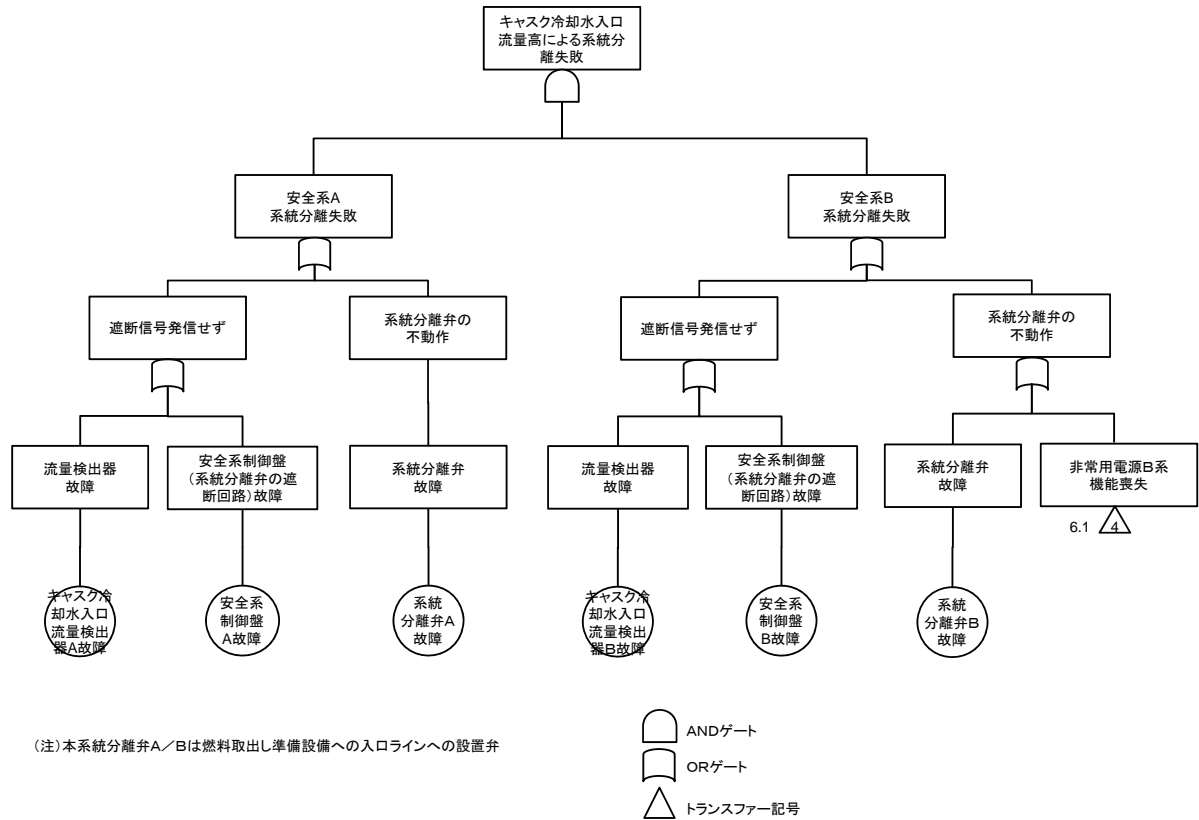 キャスク冷却水入口
流量高による系統分
離失敗
安全系A
系統分離失敗
安全系B
系統分離失敗
遮断信号発信せず
系統分離弁の
不動作
遮断信号発信せず
系統分離弁の
不動作
流量検出器
故障
安全系制御盤
(系統分離弁の遮
断回路)故障
系統分離弁
故障
流量検出器
故障
安全系制御盤
(系統分離弁の遮
断回路)故障
系統分離弁
故障
非常用電源B系
機能喪失
6.1 4
キャスク冷
却水入口
流量検出
器A故障
安全系
制御盤
A故障
系統
分離弁A
故障
キャスク冷
却水入口
流量検出
器B故障
安全系
制御盤
B故障
系統
分離弁B
故障
(注)本系統分離弁A/Bは燃料取出し準備設備への入口ラインへの設置弁
ANDゲート
ORゲート
トランスファー記号